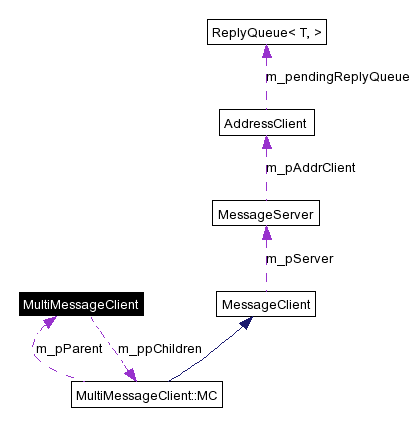 ReplyQueue< T, >
m_pendingReplyQueue
AddressClient
m_pAddrClient
MessageServer
m_pServer
MultiMessageClient
MessageClient
m_pParent
m_ppChildren
MultiMessageClient::MC